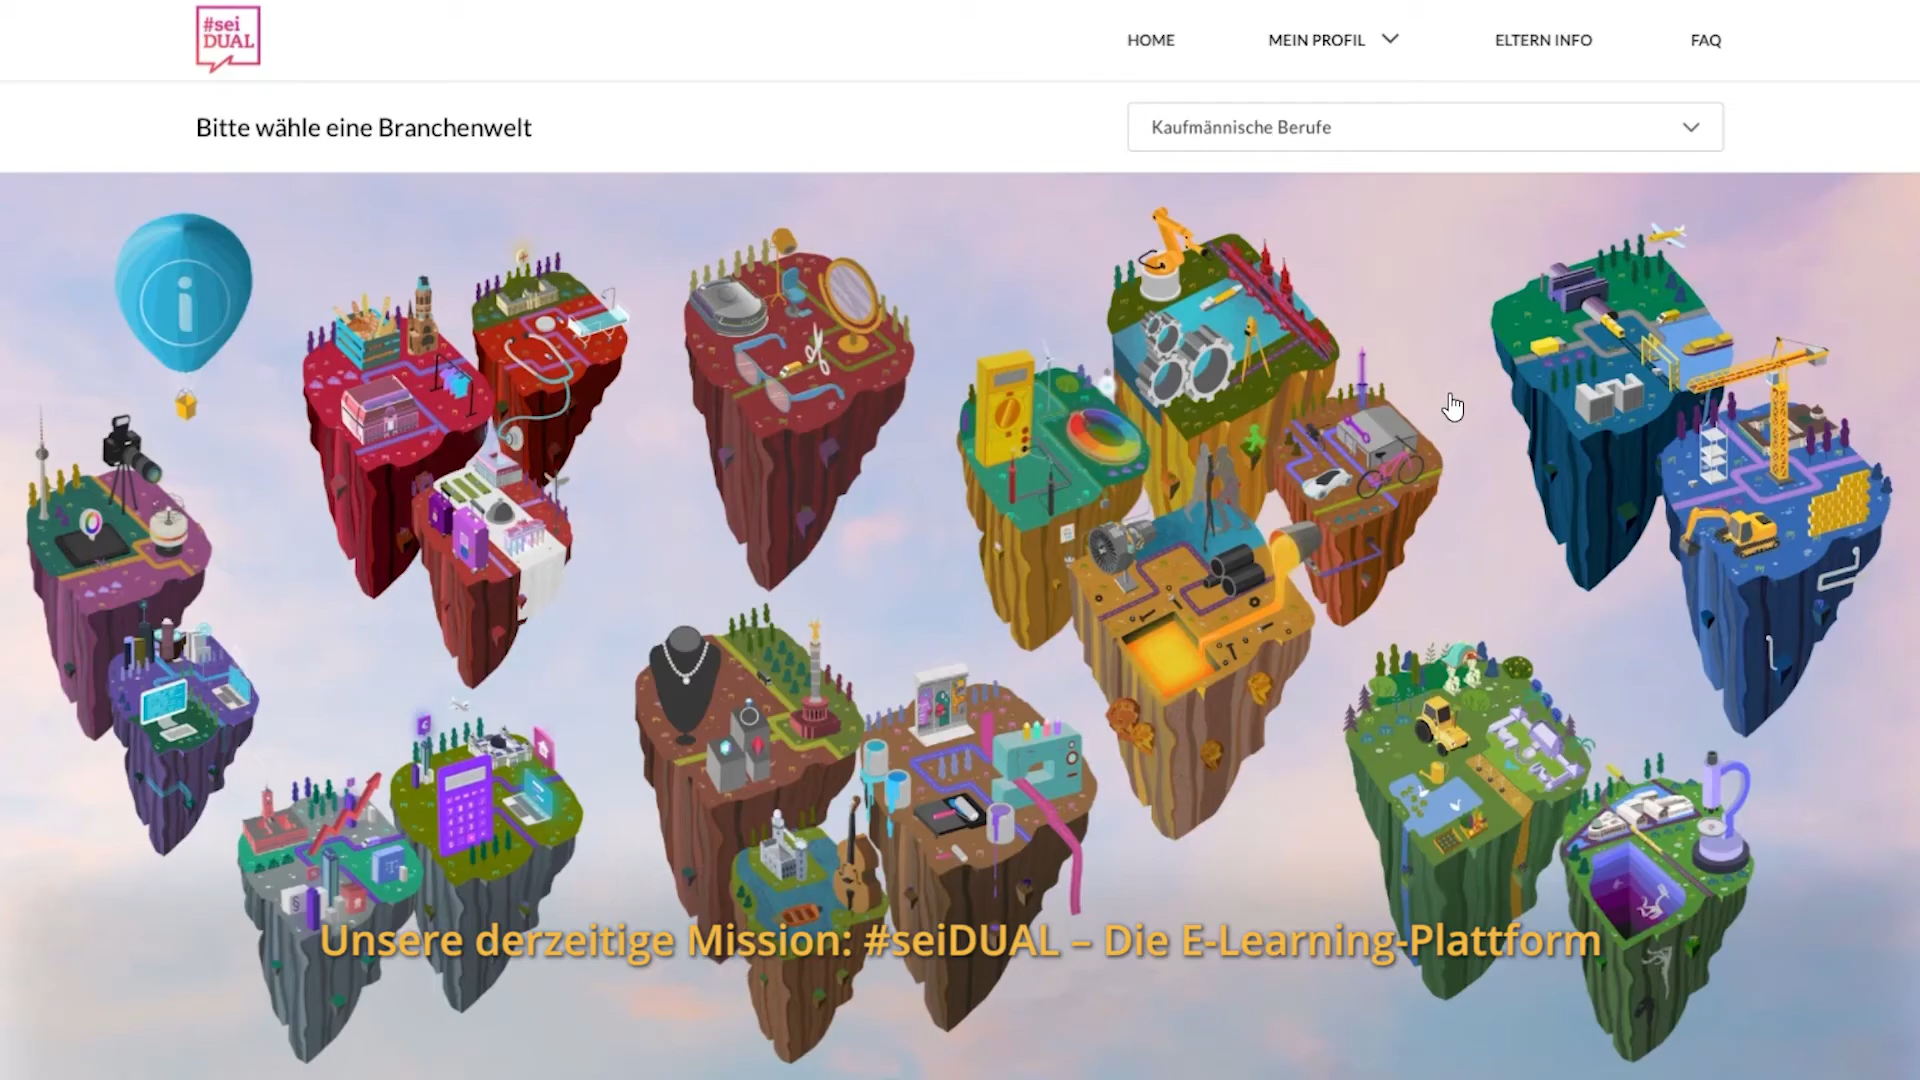 #sei
DUAL
HOME
MEIN PROFIL
ELTERN INFO
FAQ
Bitte wähle eine Branchenwelt
Kaufmännische Berufe
Unsere derzeitige Mission: #seiDUAL – Die E-Learning-Plattform